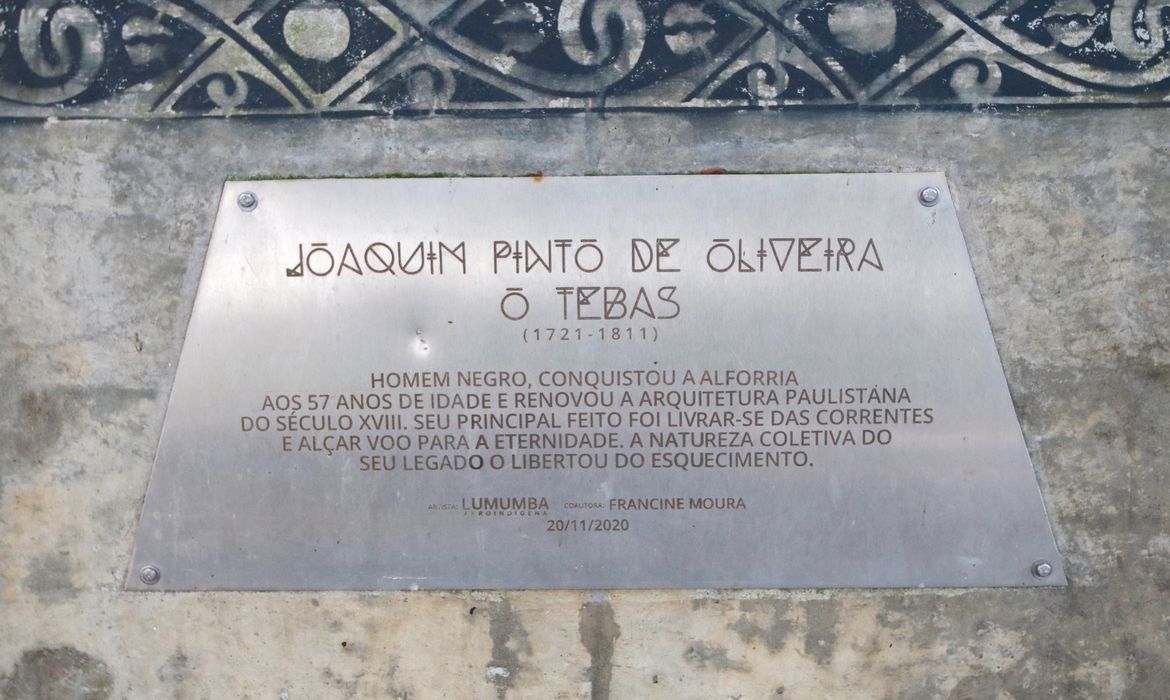 JOAQUIM PINTO DE OLIVEIRA
O TEBAS
(1721-1811)
HOMEM NEGRO, CONQUISTOU A ALFORRIA
AOS 57 ANOS DE IDADE E RENOVOU A ARQUITETURA PAULISTANA
DO SÉCULO XVIII. SEU PRINCIPAL FEITO FOI LIVRAR-SE DAS CORRENTES
E ALÇAR VOO PARA A ETERNIDADE. A NATUREZA COLETIVA DO
SEU LEGADO O LIBERTOU DO ESQUECIMENTO.
ARTISTA: LUMUMBA COAUTORA: FRANCINE MOURA
AFROINDÍGENA
20/11/2020